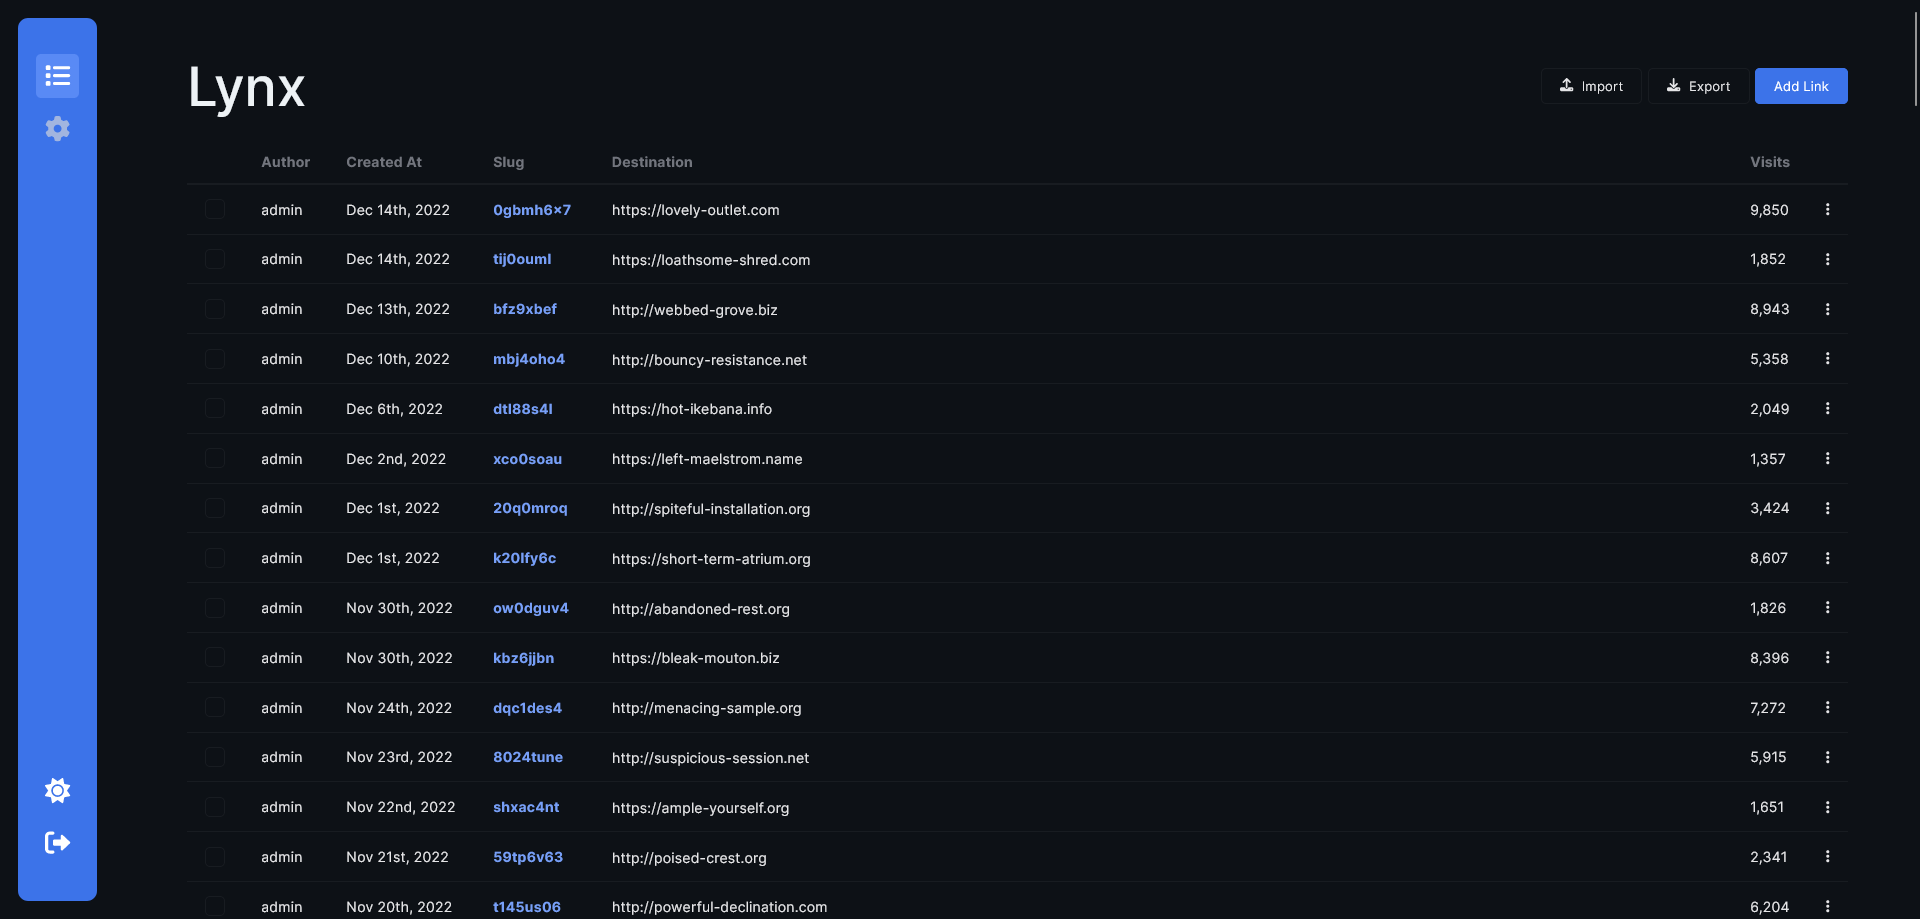 Lynx
Import Export Add Link
Author Created At Slug Destination Visits
admin Dec 14th, 2022 0gbmh6x7 https://lovely-outlet.com 9,850
admin Dec 14th, 2022 tij0ouml https://loathsome-shred.com 1,852
admin Dec 13th, 2022 bfz9xbef http://webbed-grove.biz 8,943
admin Dec 10th, 2022 mbj4oho4 http://bouncy-resistance.net 5,358
admin Dec 6th, 2022 dtl88s4l https://hot-ikebana.info 2,049
admin Dec 2nd, 2022 xco0soau https://left-maelstrom.name 1,357
admin Dec 1st, 2022 20q0mroq http://spiteful-installation.org 3,424
admin Dec 1st, 2022 k20lfy6c https://short-term-atrium.org 8,607
admin Nov 30th, 2022 ow0dguv4 http://abandoned-rest.org 1,826
admin Nov 30th, 2022 kbz6jjbn https://bleak-mouton.biz 8,396
admin Nov 24th, 2022 dqc1des4 http://menacing-sample.org 7,272
admin Nov 23rd, 2022 8024tune http://suspicious-session.net 5,915
admin Nov 22nd, 2022 shxac4nt https://ample-yourself.org 1,651
admin Nov 21st, 2022 59tp6v63 http://poised-crest.org 2,341
admin Nov 20th, 2022 t145us06 http://powerful-declination.com 6,204